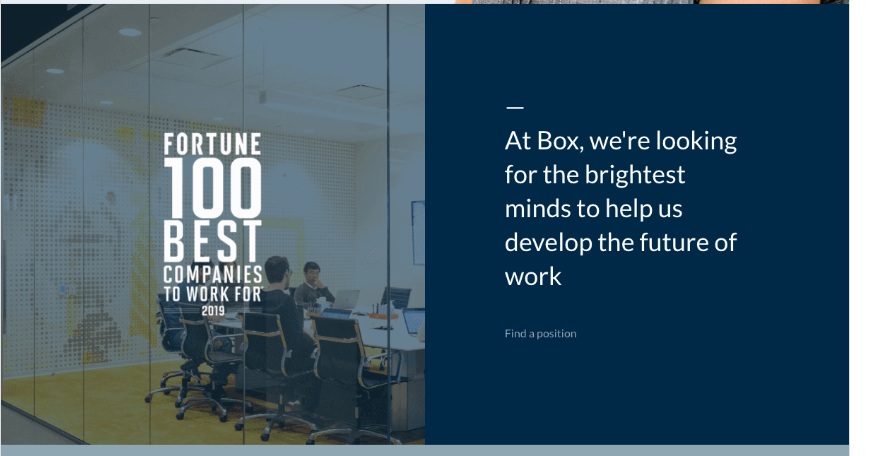 FORTUNE
100
BEST
COMPANIES
TO WORK FOR
2019
At Box, we're looking
for the brightest
minds to help us
develop the future of
work
Find a position